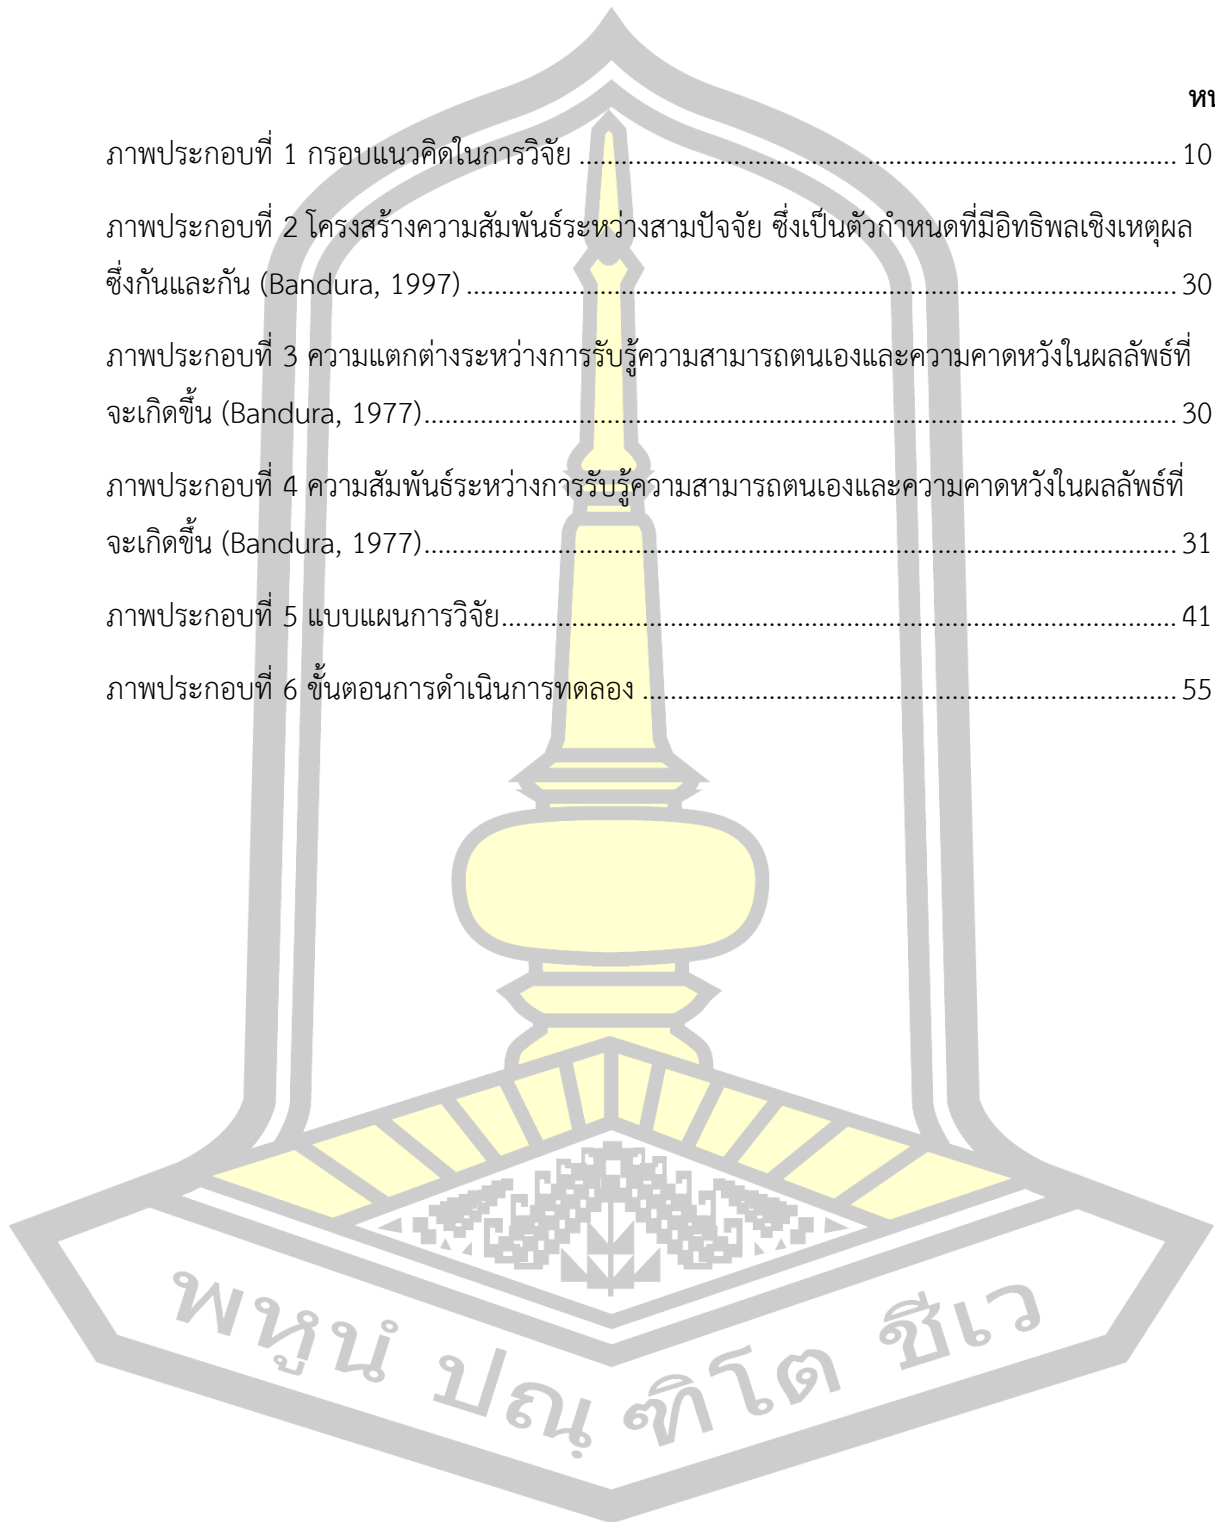 ภาพประกอบที่ 1 กรอบแนวคิดในการวิจัย ........................................ 10
ภาพประกอบที่ 2 โครงสร้างความสัมพันธ์ระหว่างสามปัจจัย ซึ่งเป็นตัวกำหนดที่มีอิทธิพลเชิงเหตุผล
ซึ่งกันและกัน (Bandura, 1997) ........................................ 30
ภาพประกอบที่ 3 ความแตกต่างระหว่างการรับรู้ความสามารถตนเองและความคาดหวังในผลลัพธ์ที่
จะเกิดขึ้น (Bandura, 1977)........................................ 30
ภาพประกอบที่ 4 ความสัมพันธ์ระหว่างการรับรู้ความสามารถตนเองและความคาดหวังในผลลัพธ์ที่
จะเกิดขึ้น (Bandura, 1977)........................................ 31
ภาพประกอบที่ 5 แบบแผนการวิจัย........................................ 41
ภาพประกอบที่ 6 ขั้นตอนการดำเนินการทดลอง ........................................ 55
พหูนํ ปณฺ ฑิโต ชีเว